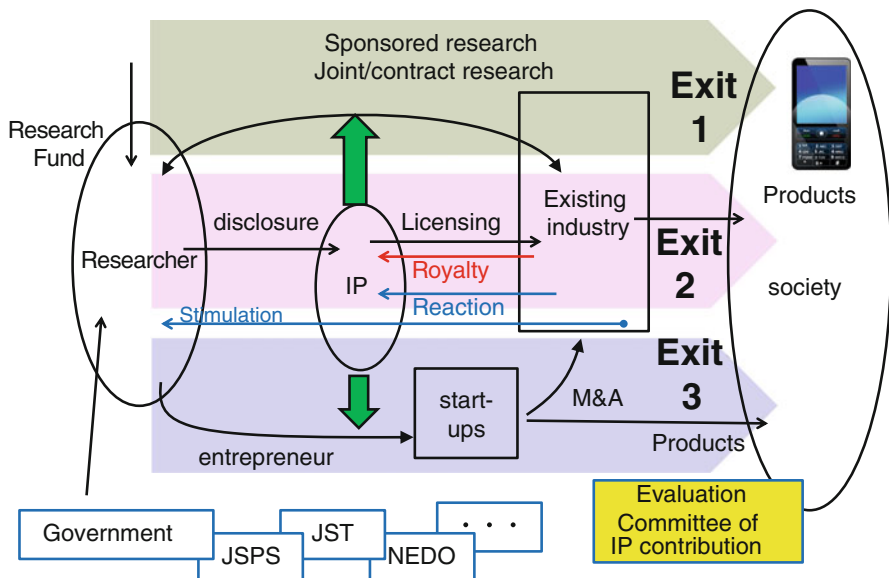 Sponsored research
Joint/contract research
Exit
1
Research
Fund
Products
disclosure
Licensing
Existing
industry
Researcher
IP
Royalty
Exit
2
Reaction
Stimulation
society
Exit
3
start-
ups
M&A
entrepreneur
Products
Government
JSPS
JST
NEDO
. . .
Evaluation
Committee of
IP contribution